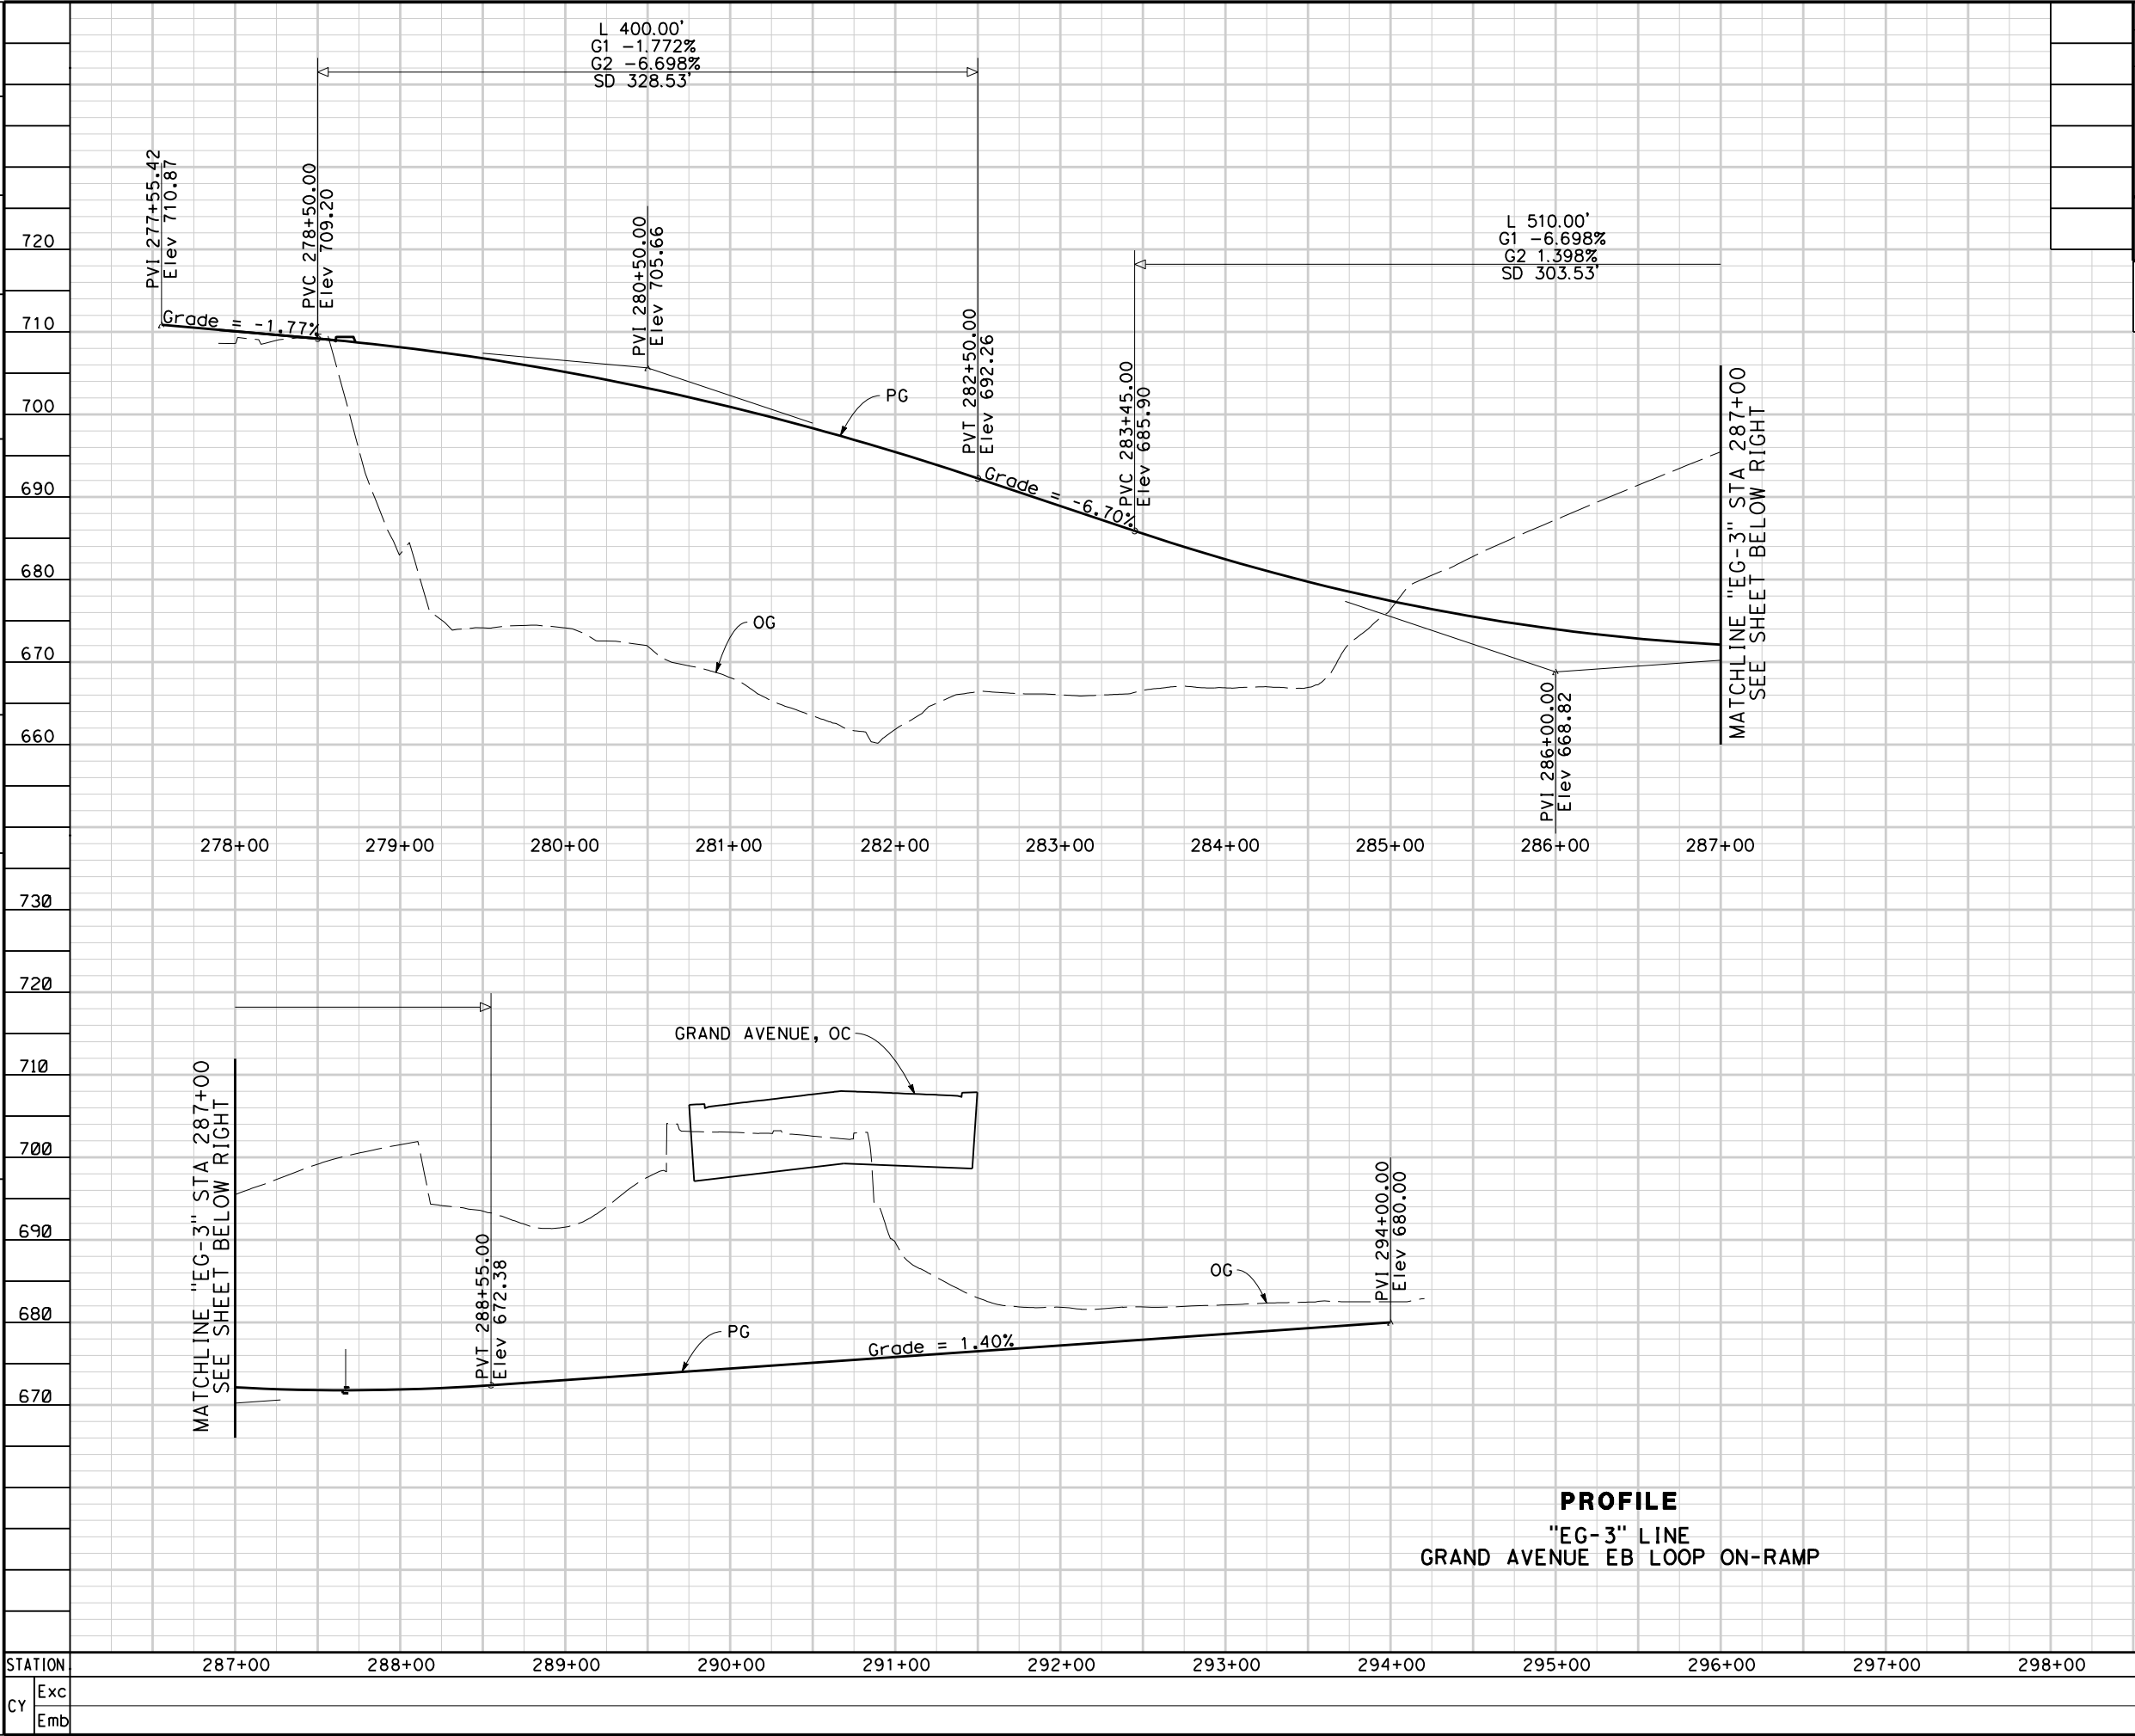 L 400.00'
G1 -1.772%
G2 -6.698%
SD 328.53'
PVI 277+55.42
Elev 710.87
PVC 278+50.00
Elev 709.20
PVI 280+50.00
Elev 705.66
PVT 282+50.00
Elev 692.26
PVC 283+45.00
Elev 685.90
L 510.00'
G1 -6.698%
G2 1.398%
SD 303.53'
720
710
700
690
680
670
660
Grade = -1.77%
PG
Grade = -6.70%
OG
PVI 286+00.00
Elev 668.82
MATCHLINE "EG-3" STA 287+00
SEE SHEET BELOW RIGHT
278+00
279+00
280+00
281+00
282+00
283+00
284+00
285+00
286+00
287+00
730
720
710
700
690
680
670
MATCHLINE "EG-3" STA 287+00
SEE SHEET BELOW RIGHT
GRAND AVENUE, OC
PVT 288+55.00
Elev 672.38
PG
Grade = 1.40%
OG
PVI 294+00.00
Elev 680.00
PROFILE
"EG-3" LINE
GRAND AVENUE EB LOOP ON-RAMP
STATION
287+00
288+00
289+00
290+00
291+00
292+00
293+00
294+00
295+00
296+00
297+00
298+00
CY
Exc
Emb